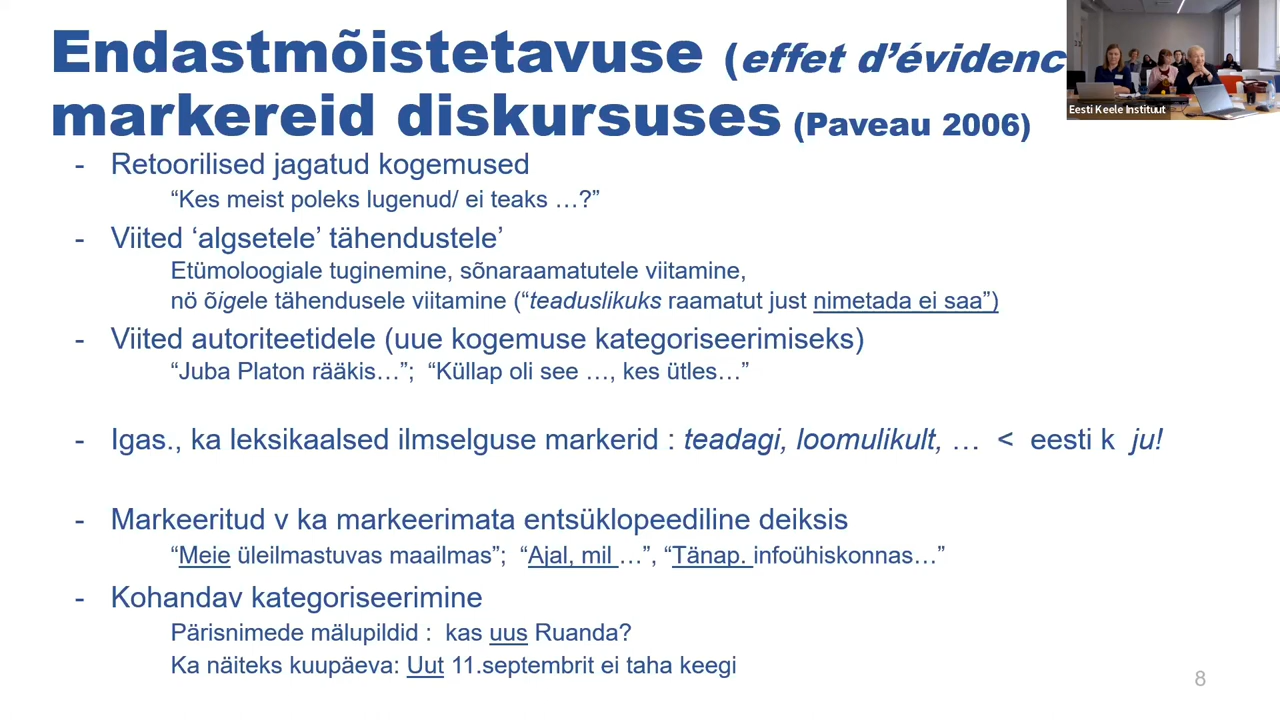 Endastmõistetavuse (effet d’évidenc
markereid diskursuses (Paveau 2006)
Eesti Keele Instituut
- Retoorilised jagatud kogemused
“Kes meist poleks lugenud/ ei teaks …?”
- Viited ‘algsetele’ tähendustele’
Etümoloogiale tuginemine, sõnaraamatutele viitamine,
nö õigele tähendusele viitamine (“teaduslikuks raamatut just nimetada ei saa”)
- Viited autoriteetidele (uue kogemuse kategoriseerimiseks)
“Juba Platon rääkis…”; “Küllap oli see …, kes ütles…”
- Igas., ka leksikaalsed ilmselguse markerid : teadagi, loomulikult, … < eesti k ju!
- Markeeritud v ka markeerimata entsüklopeediline deiksis
“Meie üleilmastuvas maailmas”; “Ajal, mil …”, “Tänap. infoühiskonnas…”
- Kohandav kategoriseerimine
Pärisnimede mälupildid : kas uus Ruanda?
Ka näiteks kuupäeva: Uut 11.septembrit ei taha keegi
8